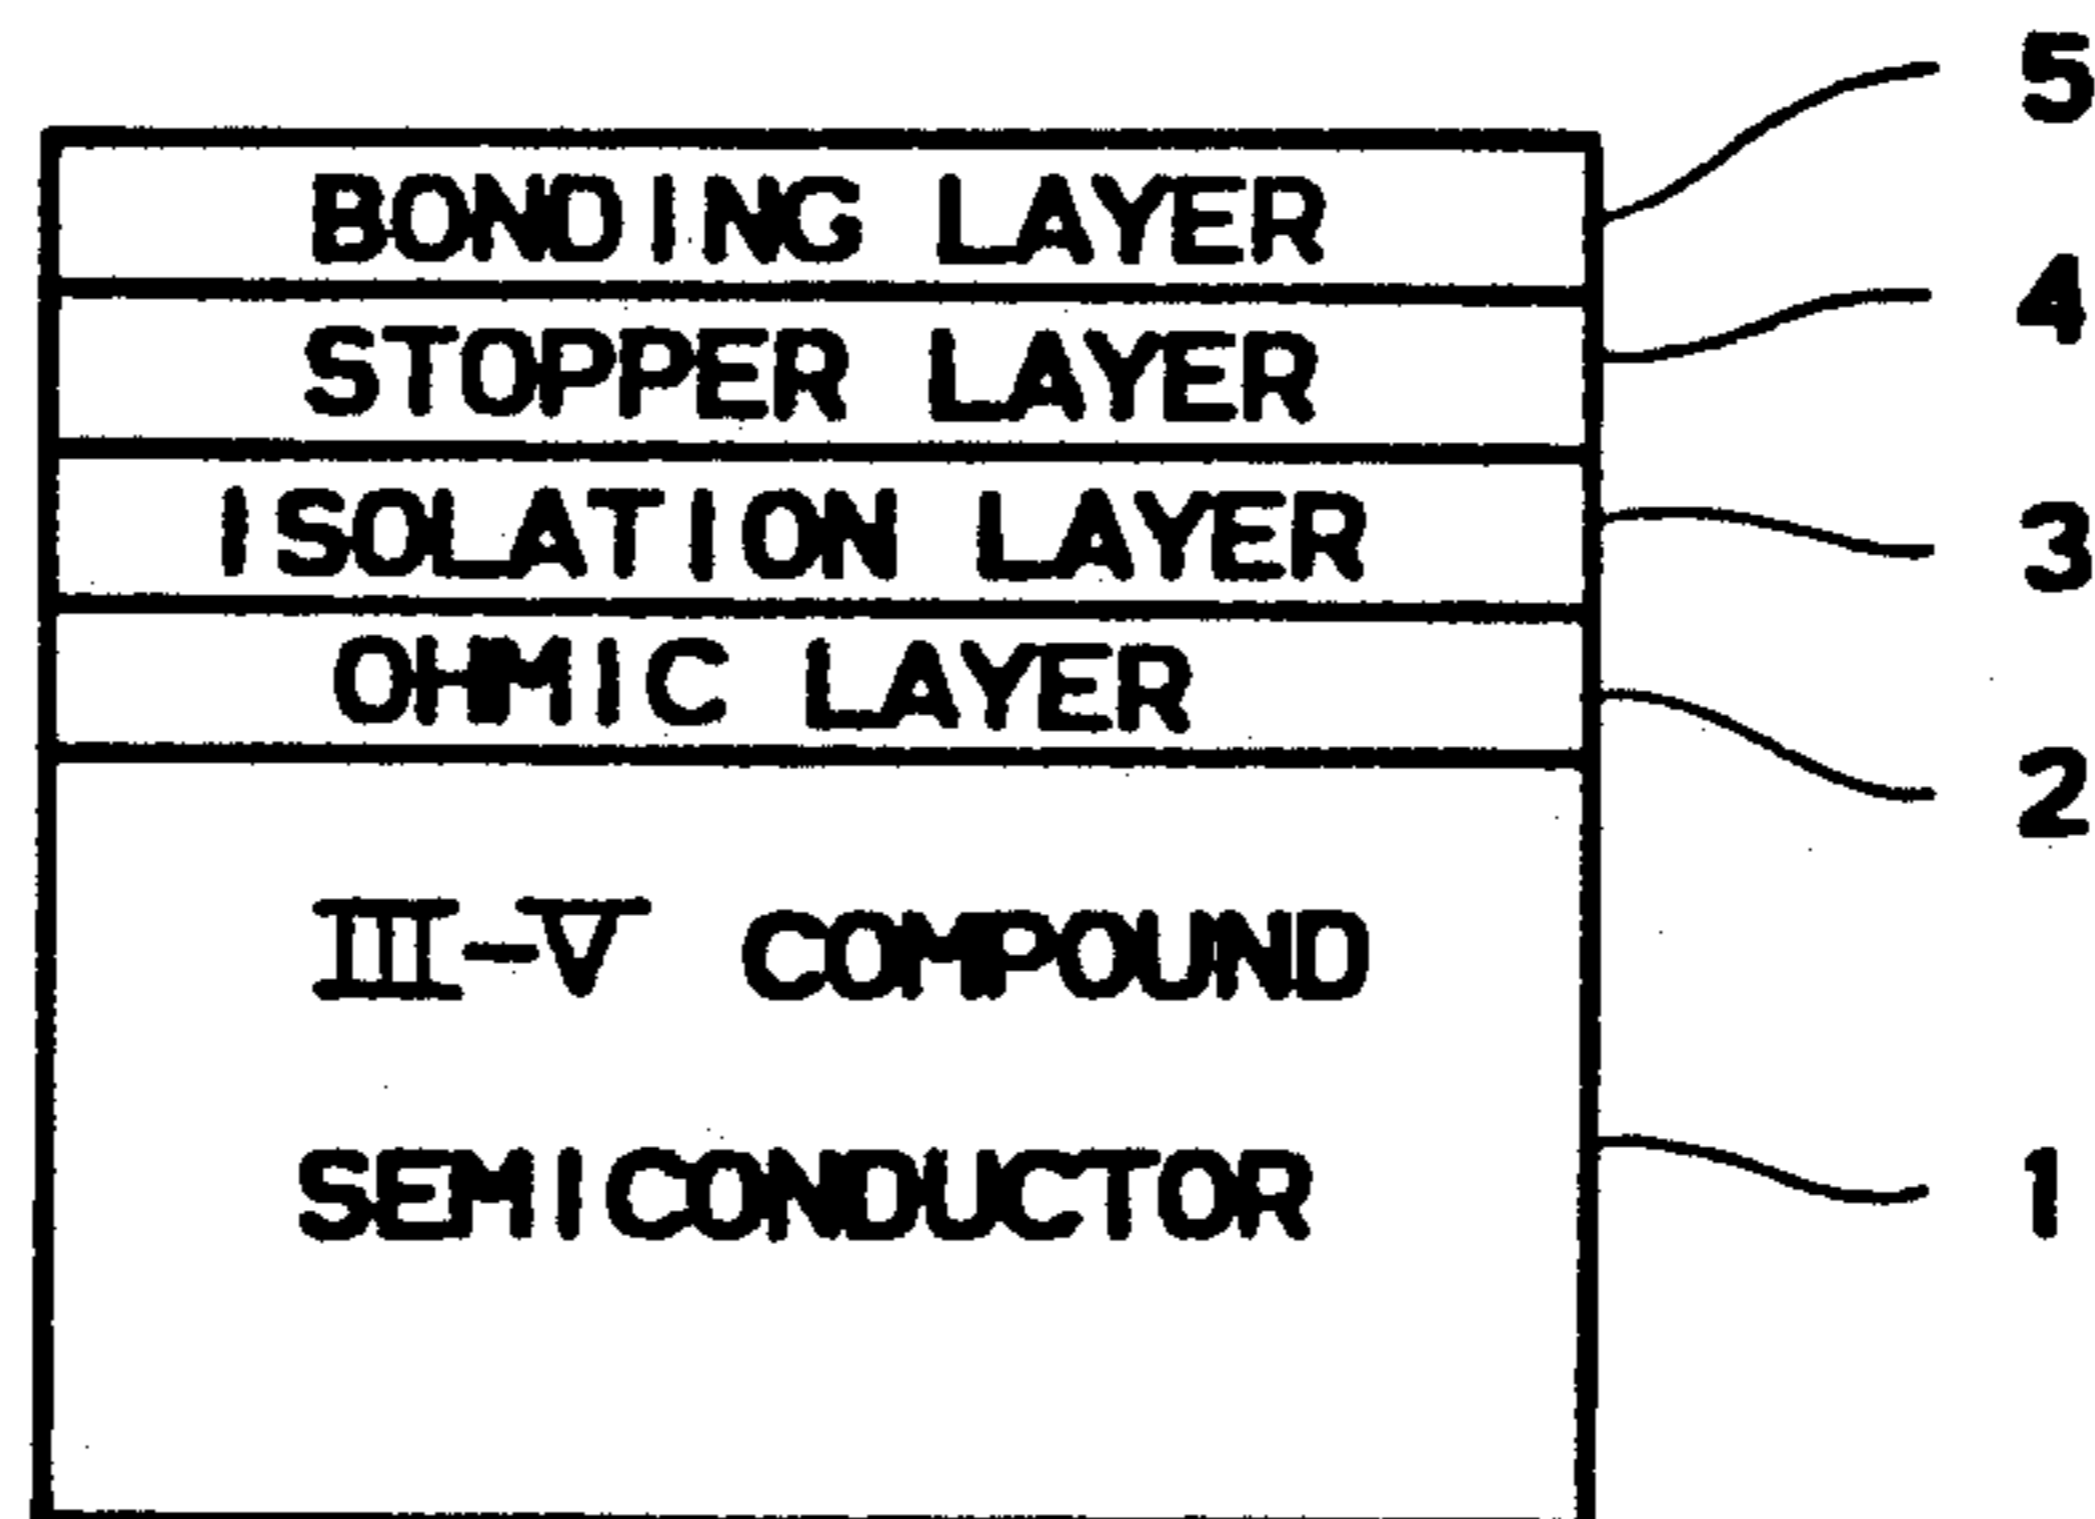 5
BONDING LAYER
4
STOPPER LAYER
3
ISOLATION LAYER
2
OHMIC LAYER
III-V COMPOUND
SEMICONDUCTOR
1